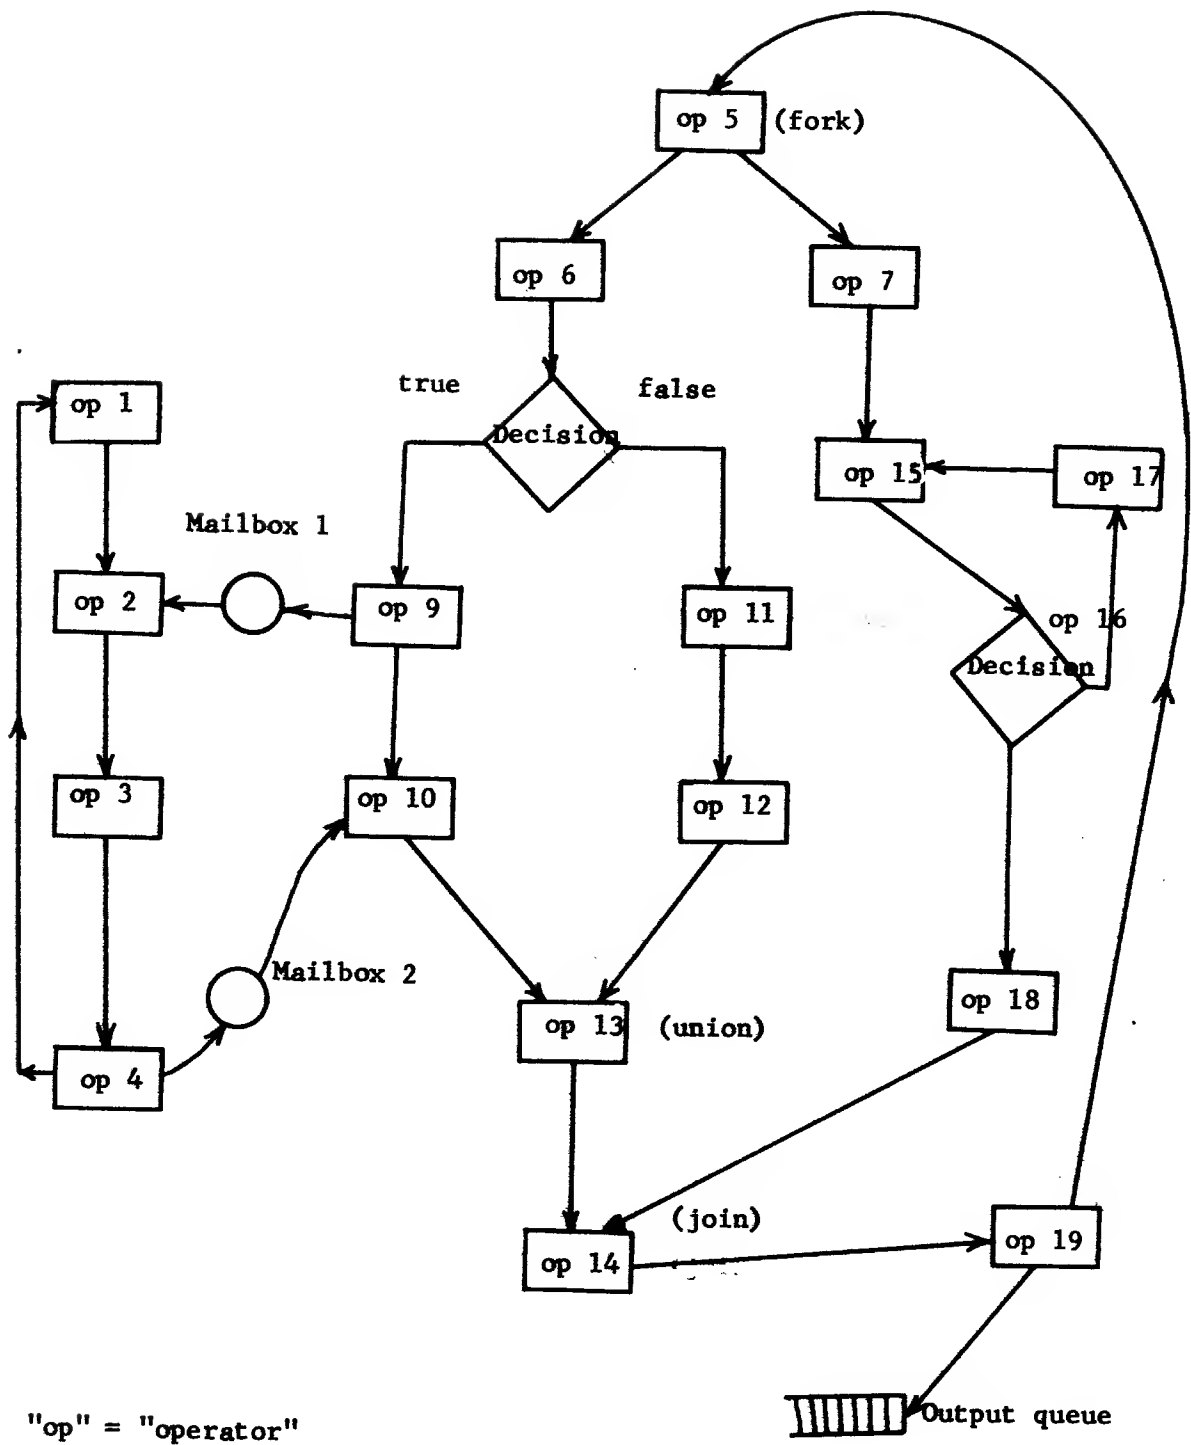 op 5 (fork)
op 6
op 7
true
false
op 1
Decision
op 15
op 17
Mailbox 1
op 2
op 9
op 11
op 16
Decision
op 3
op 10
op 12
Mailbox 2
op 18
op 13 (union)
op 4
(join)
op 14
op 19
Output queue
"op" = "operator"